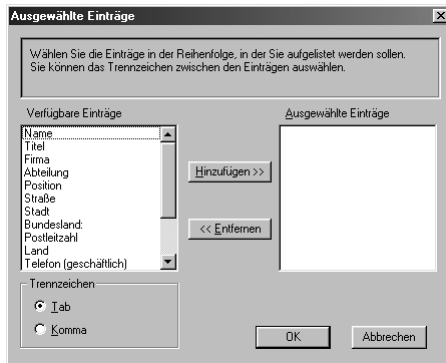 Ausgewählte Einträge
Wählen Sie die Einträge in der Reihenfolge, in der Sie aufgelistet werden sollen.
Sie können das Trennzeichen zwischen den Einträgen auswählen.
Verfügbare Einträge
Ausgewählte Einträge
Name
Titel
Firma
Abteilung
Position
Straße
Stadt
Bundesland:
Postleitzahl
Land
Telefon (geschäftlich)
Hinzufügen >>
<< Entfernen
Trennzeichen
Tab
Komma
OK
Abbrechen